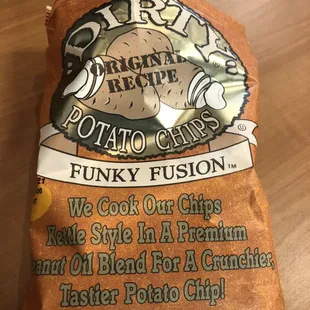 DIRTY
ORIGINAL
RECIPE
POTATO CHIPS
®
FUNKY FUSION™
We Cook Our Chips
Kettle Style In A Premium
Oil Blend For A Crunchier,
Tastier Potato Chip!